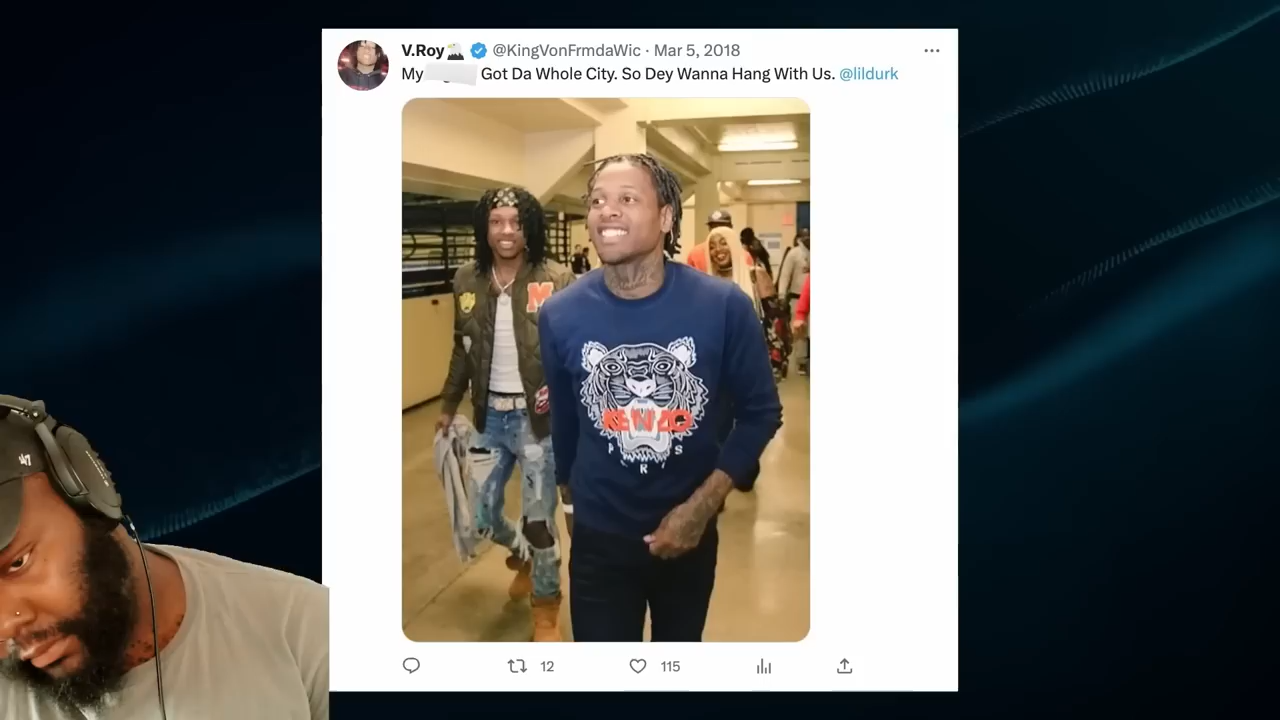 V.Roy @KingVonFrmdaWic · Mar 5, 2018
My Got Da Whole City. So Dey Wanna Hang With Us. @lildurk
M
KENZO
PARIS
12 115
47